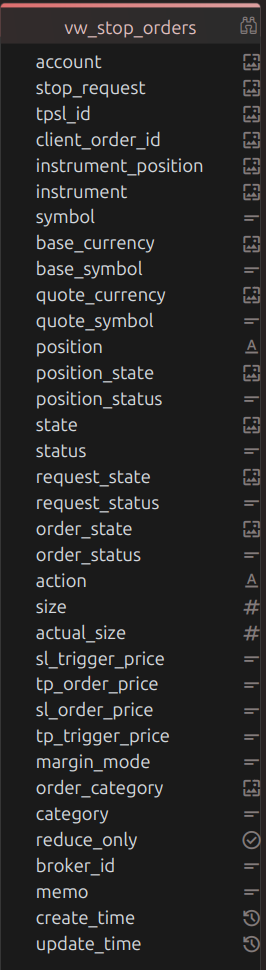 vw_stop_orders
account
stop_request
tpsl_id
client_order_id
instrument_position
instrument
symbol
base_currency
base_symbol
quote_currency
quote_symbol
position
position_state
position_status
state
status
request_state
request_status
order_state
order_status
action
size
actual_size
sl_trigger_price
tp_order_price
sl_order_price
tp_trigger_price
margin_mode
order_category
category
reduce_only
broker_id
memo
create_time
update_time